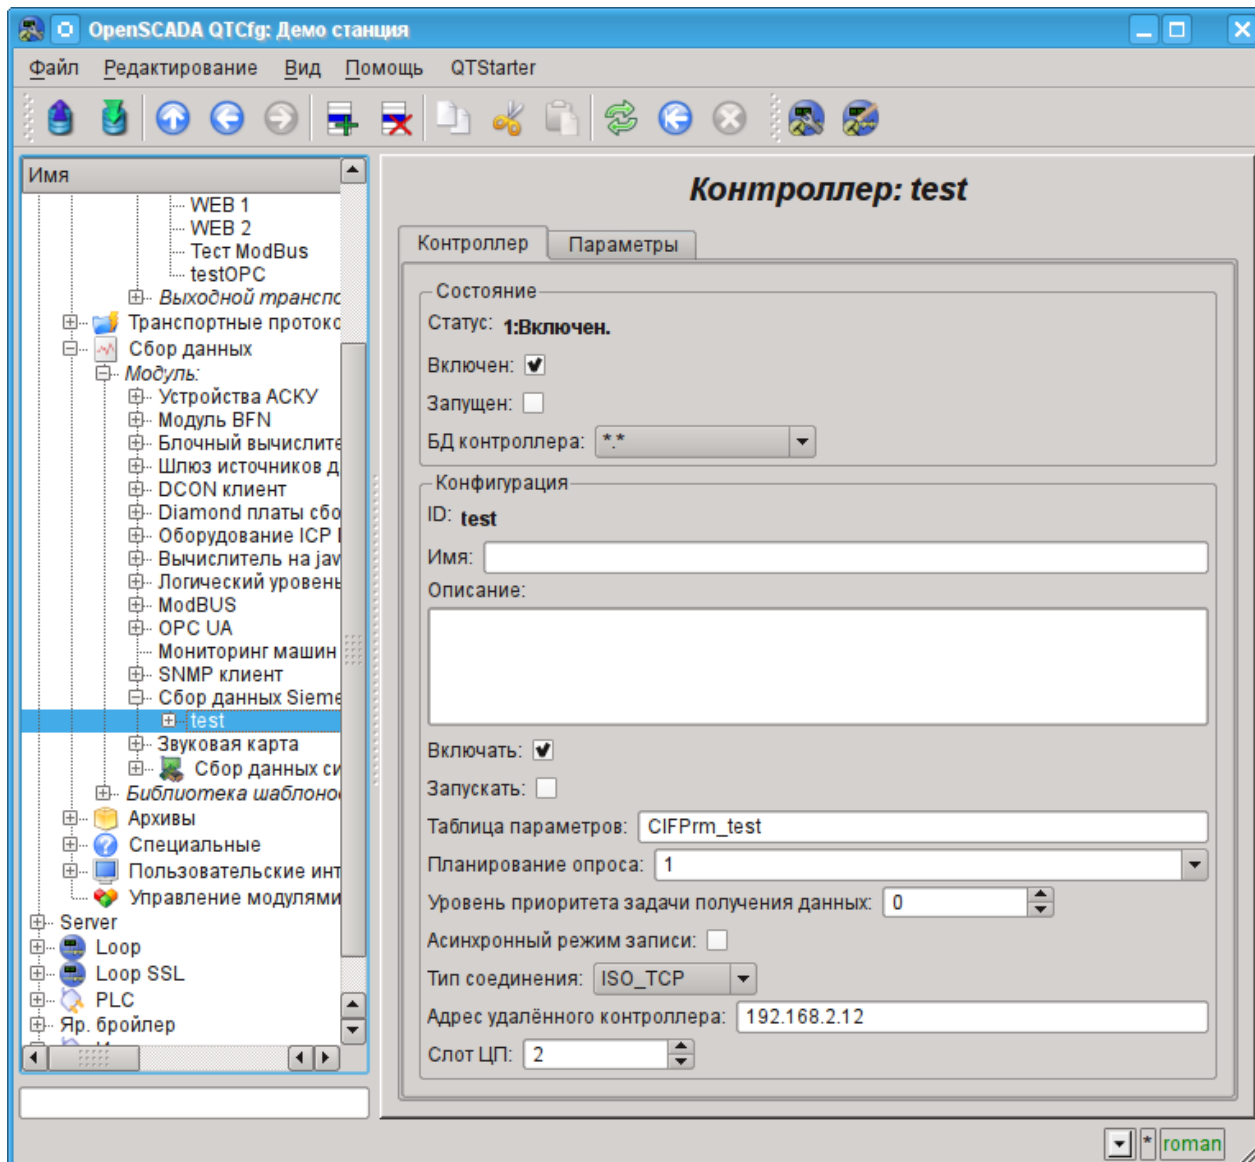 OpenSCADA QTCfg: Демо станция
Файл Редактирование Вид Помощь QTStarter
Имя
WEB 1
WEB 2
Тест ModBus
testOPC
Выходной транспо
Транспортные протоко
Сбор данных
Модуль:
Устройства АСКУ
Модуль BFN
Блочный вычислите
Шлюз источников д
DCON клиент
Diamond платы сбо
Оборудование ICP
Вычислитель на jav
Логический уровень
ModBUS
OPC UA
Мониторинг машин
SNMP клиент
Сбор данных Sieme
test
Звуковая карта
Сбор данных си
Библиотека шаблоно
Архивы
Специальные
Пользовательские инт
Управление модулями
Server
Loop
Loop SSL
PLC
Яр. бройлер
Контроллер: test
Контроллер Параметры
Состояние
Статус: 1:Включен.
Включен:
Запущен:
БД контроллера: *.*
Конфигурация
ID: test
Имя:
Описание:
Включать:
Запускать:
Таблица параметров: CIFPrm_test
Планирование опроса: 1
Уровень приоритета задачи получения данных: 0
Асинхронный режим записи:
Тип соединения: ISO_TCP
Адрес удалённого контроллера: 192.168.2.12
Слот ЦП: 2
* roman